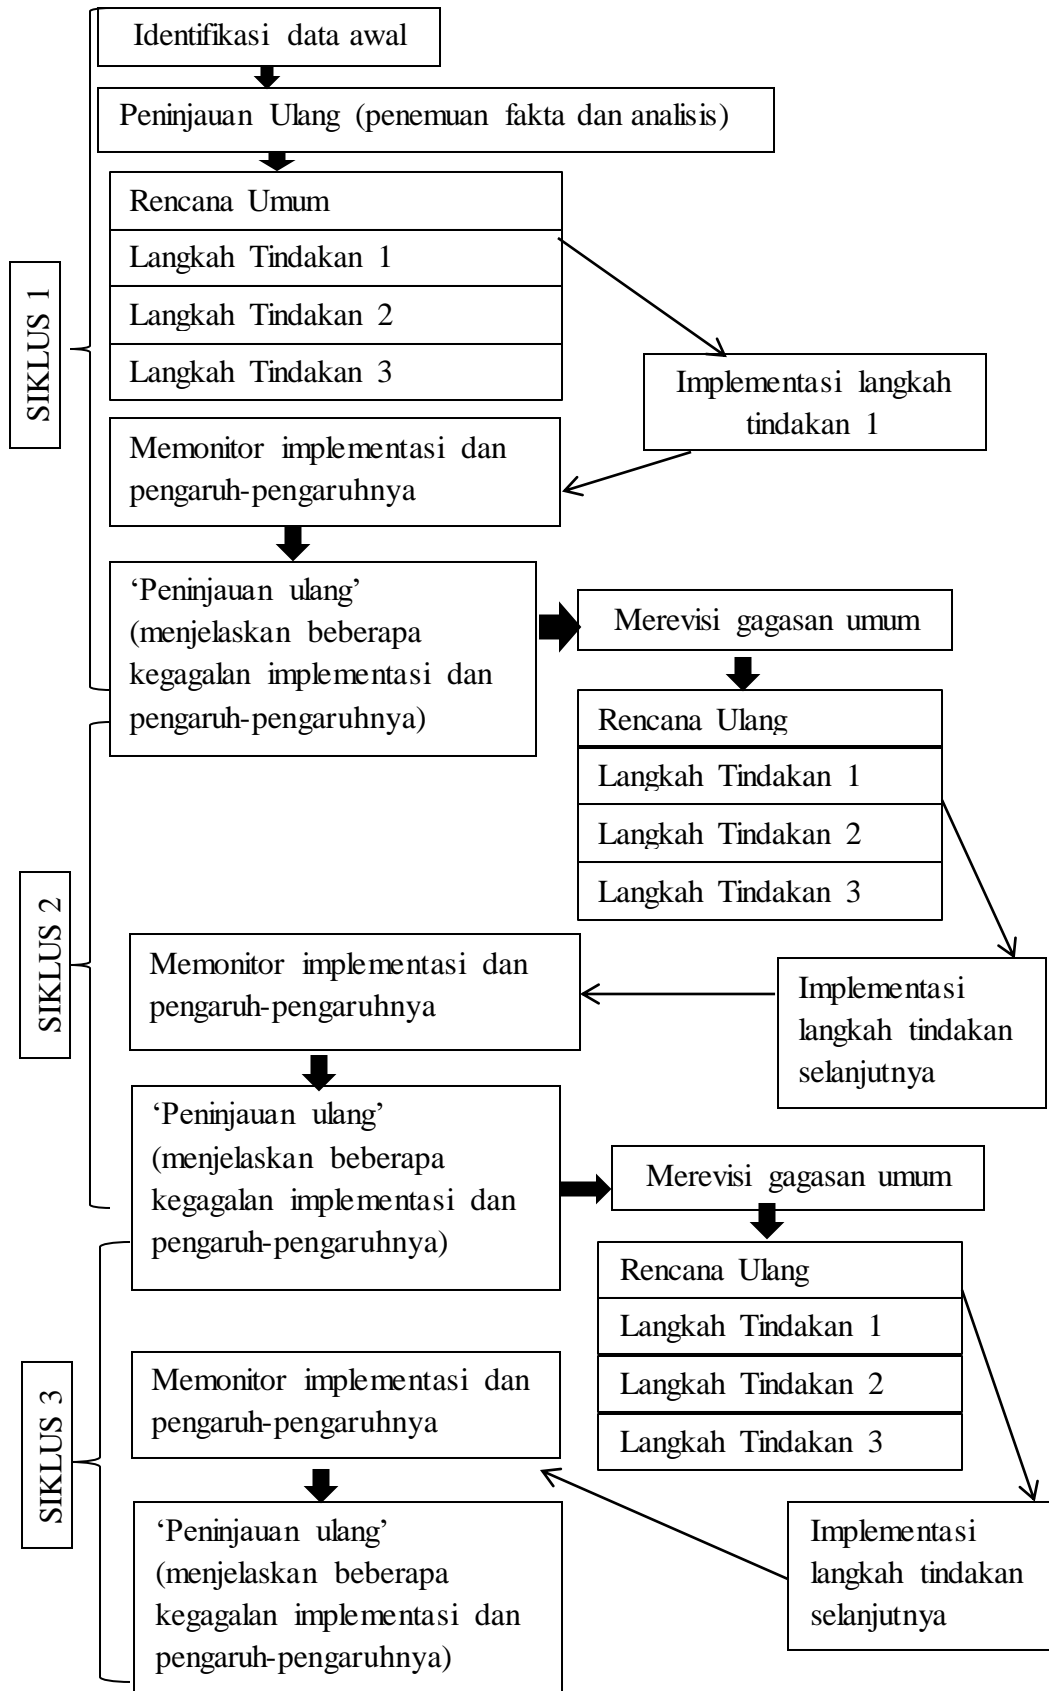 Identifikasi data awal
Peninjauan Ulang (penemuan fakta dan analisis)
Rencana Umum
Langkah Tindakan 1
Langkah Tindakan 2
Langkah Tindakan 3
SIKLUS 1
Implementasi langkah
tindakan 1
Memonitor implementasi dan
pengaruh-pengaruhnya
‘Peninjauan ulang’
(menjelaskan beberapa
kegagalan implementasi dan
pengaruh-pengaruhnya)
Merevisi gagasan umum
Rencana Ulang
Langkah Tindakan 1
Langkah Tindakan 2
Langkah Tindakan 3
SIKLUS 2
Implementasi
langkah tindakan
selanjutnya
Memonitor implementasi dan
pengaruh-pengaruhnya
‘Peninjauan ulang’
(menjelaskan beberapa
kegagalan implementasi dan
pengaruh-pengaruhnya)
Merevisi gagasan umum
Rencana Ulang
Langkah Tindakan 1
Langkah Tindakan 2
Langkah Tindakan 3
SIKLUS 3
Implementasi
langkah tindakan
selanjutnya
Memonitor implementasi dan
pengaruh-pengaruhnya
‘Peninjauan ulang’
(menjelaskan beberapa
kegagalan implementasi dan
pengaruh-pengaruhnya)